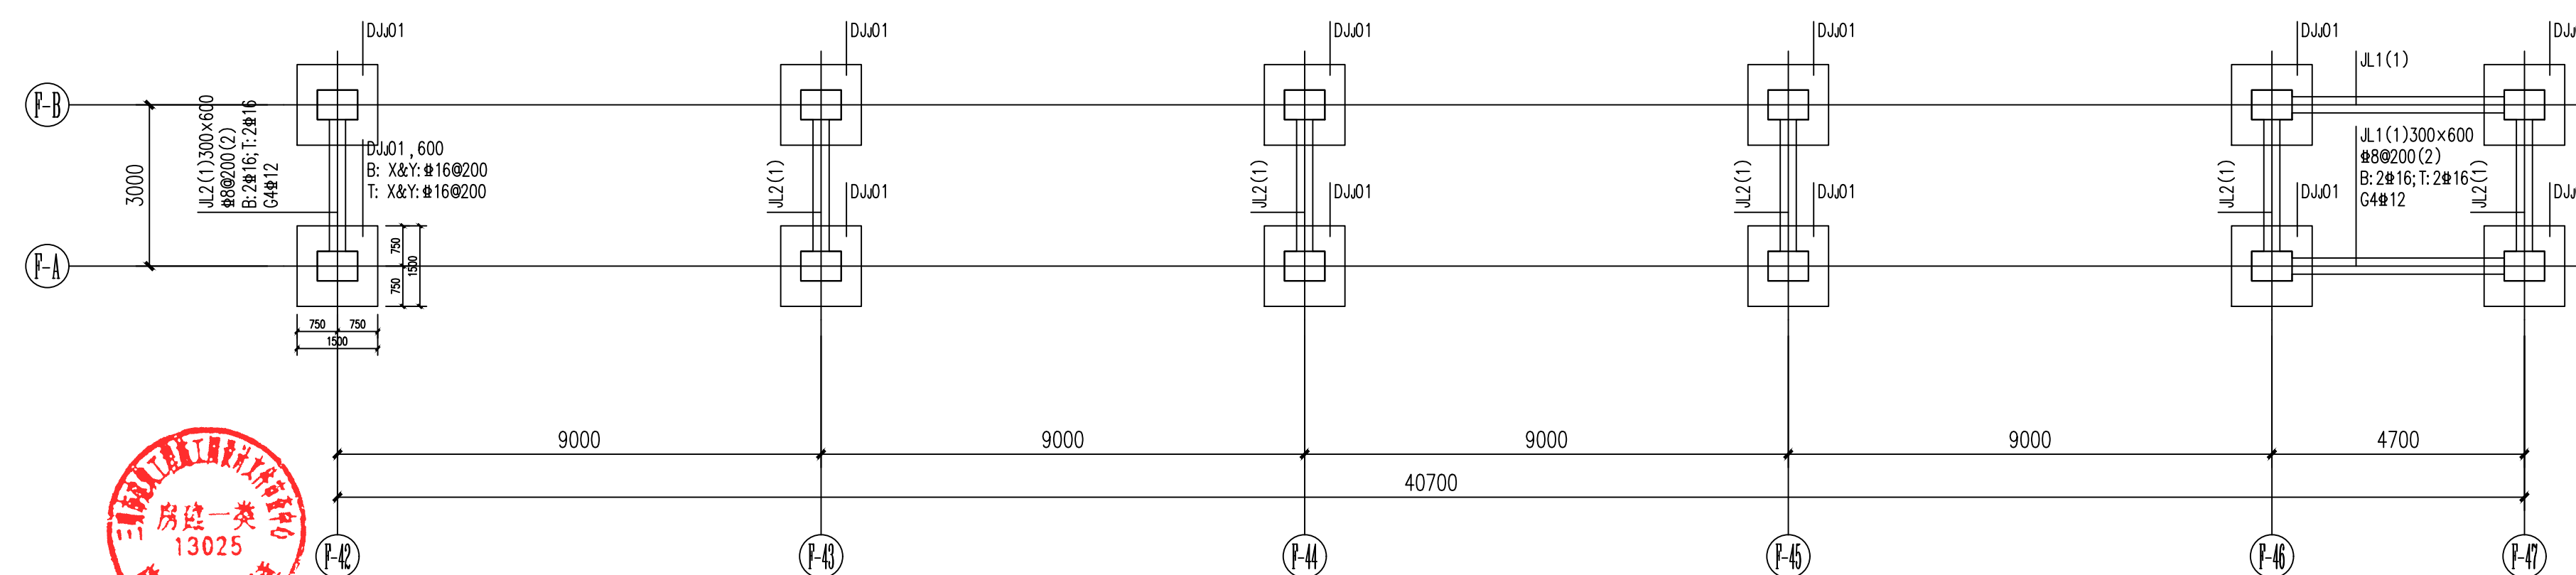 DJJ01
DJJ01
DJJ01
DJJ01
DJJ01
DJJ
JL1(1)
F-B
JL2(1)300×600
⌀8@200(2)
B:2⌀16;T:2⌀16
G4⌀12
DJJ01,600
B: X&Y:⌀16@200
T: X&Y:⌀16@200
JL1(1)300×600
⌀8@200(2)
B:2⌀16;T:2⌀16
G4⌀12
3000
JL2(1)
DJJ01
JL2(1)
DJJ01
JL2(1)
DJJ01
JL2(1)
DJJ01
JL2(1)
DJJ
F-A
750
750
1500
750
750
1500
9000
9000
9000
9000
4700
40700
房建一类
13025
F-42
F-43
F-44
F-45
F-46
F-47